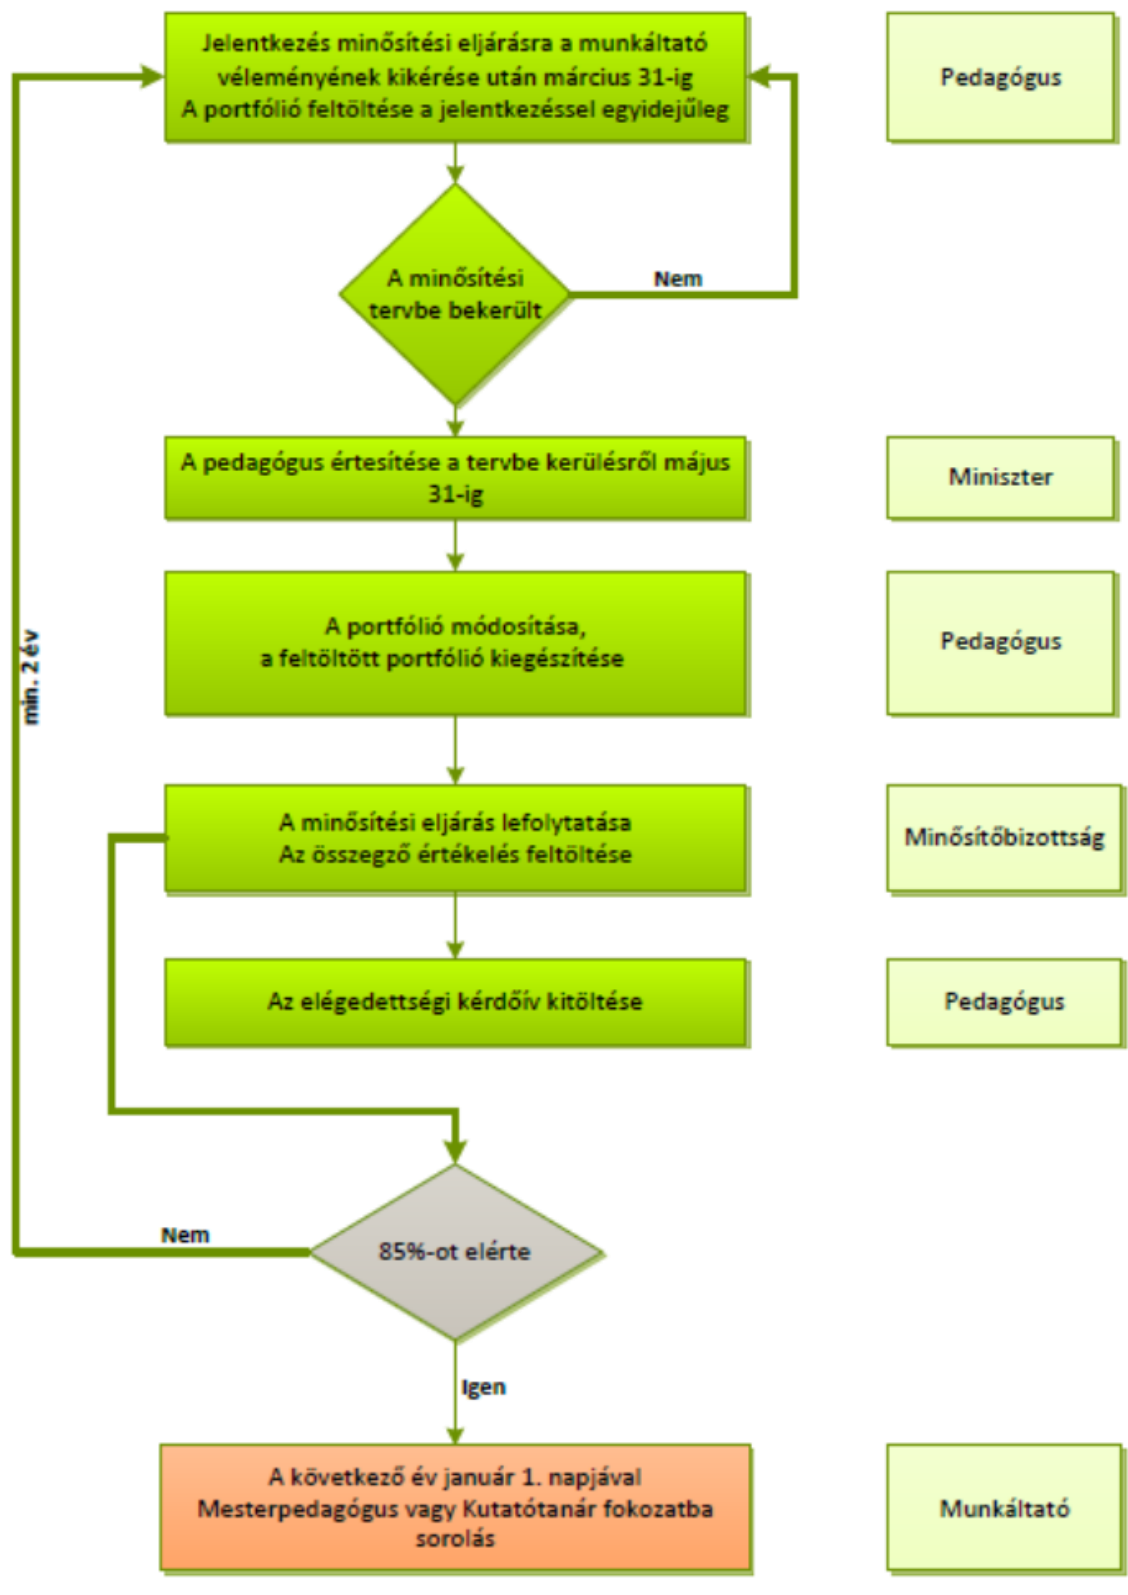 Jelentkezés minősítési eljárásra a munkáltató
véleményének kikérése után március 31-ig
A portfólió feltöltése a jelentkezéssel egyidejűleg
Pedagógus
A minősítési
tervbe bekerült
Nem
A pedagógus értesítése a tervbe kerülésről május
31-ig
Miniszter
A portfólió módosítása,
a feltöltött portfólió kiegészítése
Pedagógus
min. 2 év
A minősítési eljárás lefolytatása
Az összegző értékelés feltöltése
Minősítőbizottság
Az elégedettségi kérdőív kitöltése
Pedagógus
Nem
85%-ot elérte
Igen
A következő év január 1. napjával
Mesterpedagógus vagy Kutatótanár fokozatba
sorolás
Munkáltató